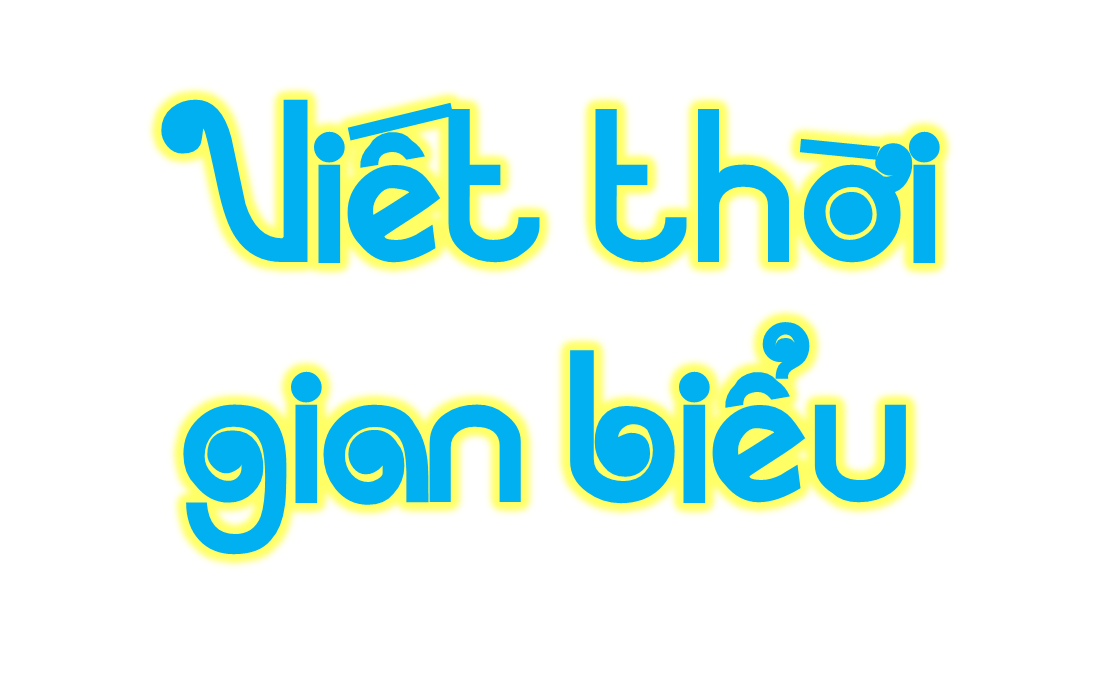 Viết thời
gian biểu